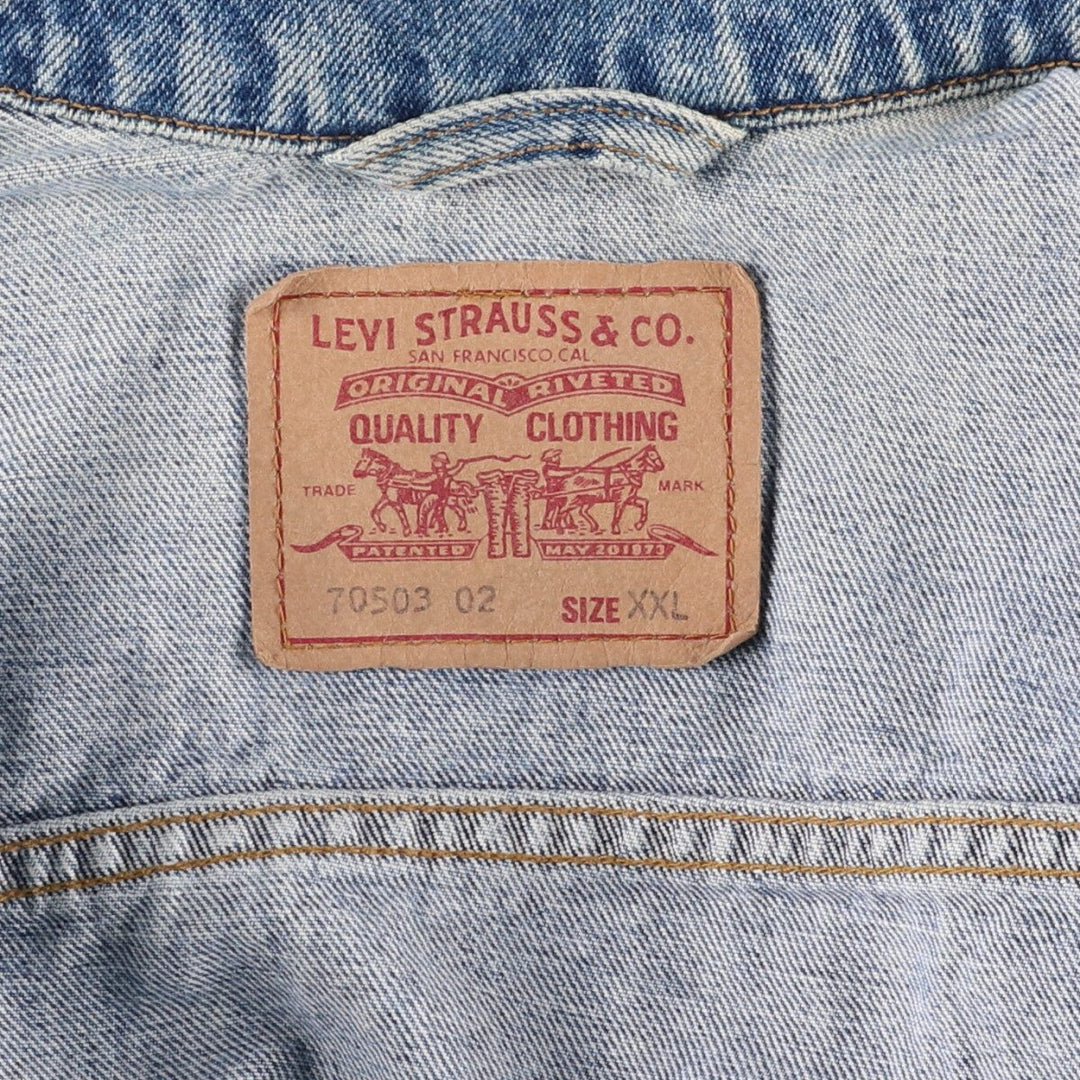 LEVI STRAUSS & CO.
SAN FRANCISCO, CAL.
ORIGINAL RIVETED
QUALITY CLOTHING
TRADE MARK
PATENTED MAY 20 1873
70503 02 SIZE XXL